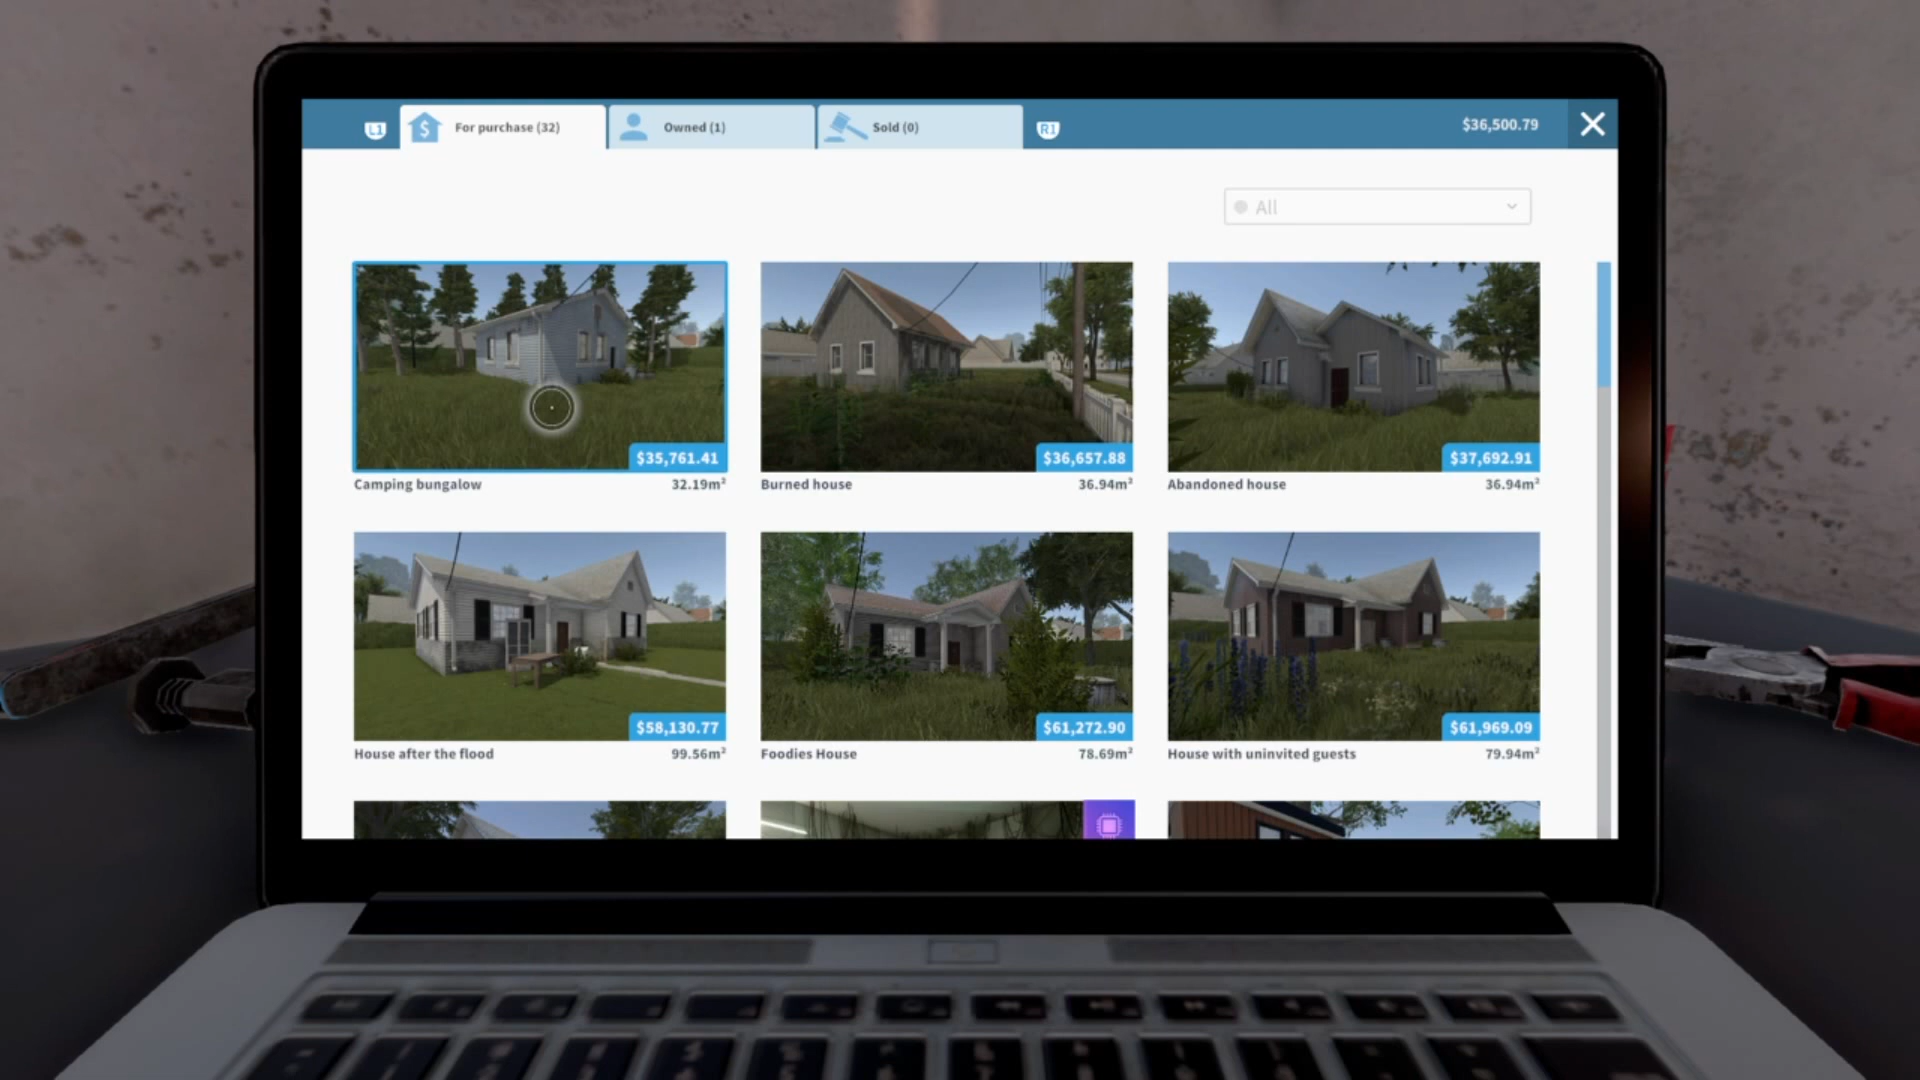 L1
For purchase (32)
Owned (1)
Sold (0)
R1
$36,500.79
All
$35,761.41
Camping bungalow 32.19m²
$36,657.88
Burned house 36.94m²
$37,692.91
Abandoned house 36.94m²
$58,130.77
House after the flood 99.56m²
$61,272.90
Foodies House 78.69m²
$61,969.09
House with uninvited guests 79.94m²